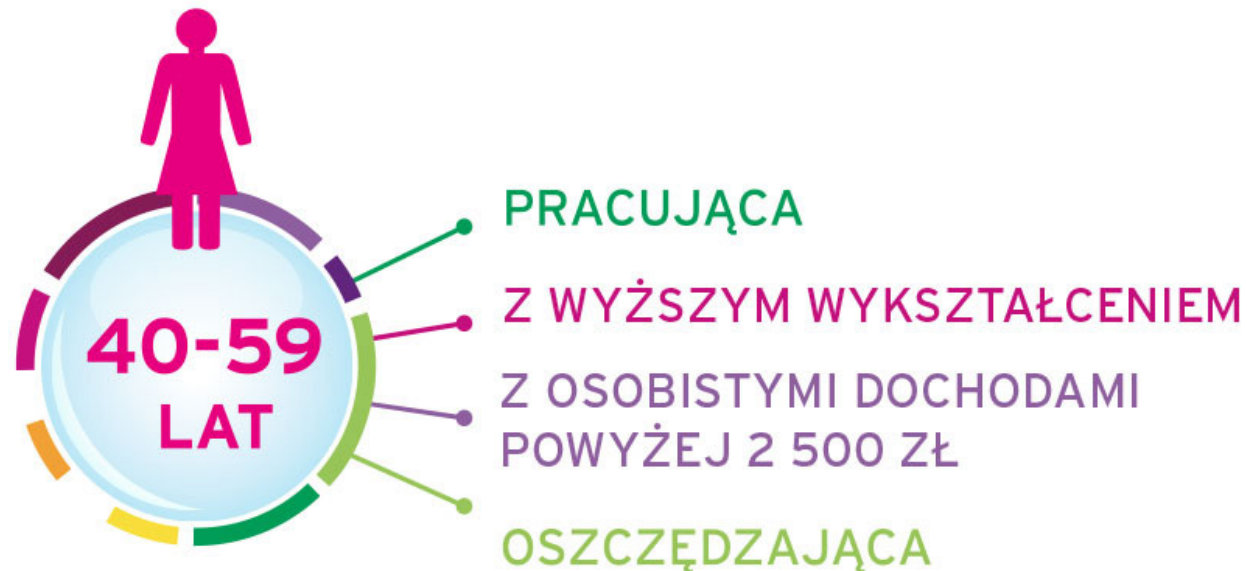 40-59
LAT
PRACUJĄCA
Z WYŻSZYM WYKSZTAŁCENIEM
Z OSOBISTYMI DOCHODAMI
POWYŻEJ 2 500 ZŁ
OSZCZĘDZAJĄCA